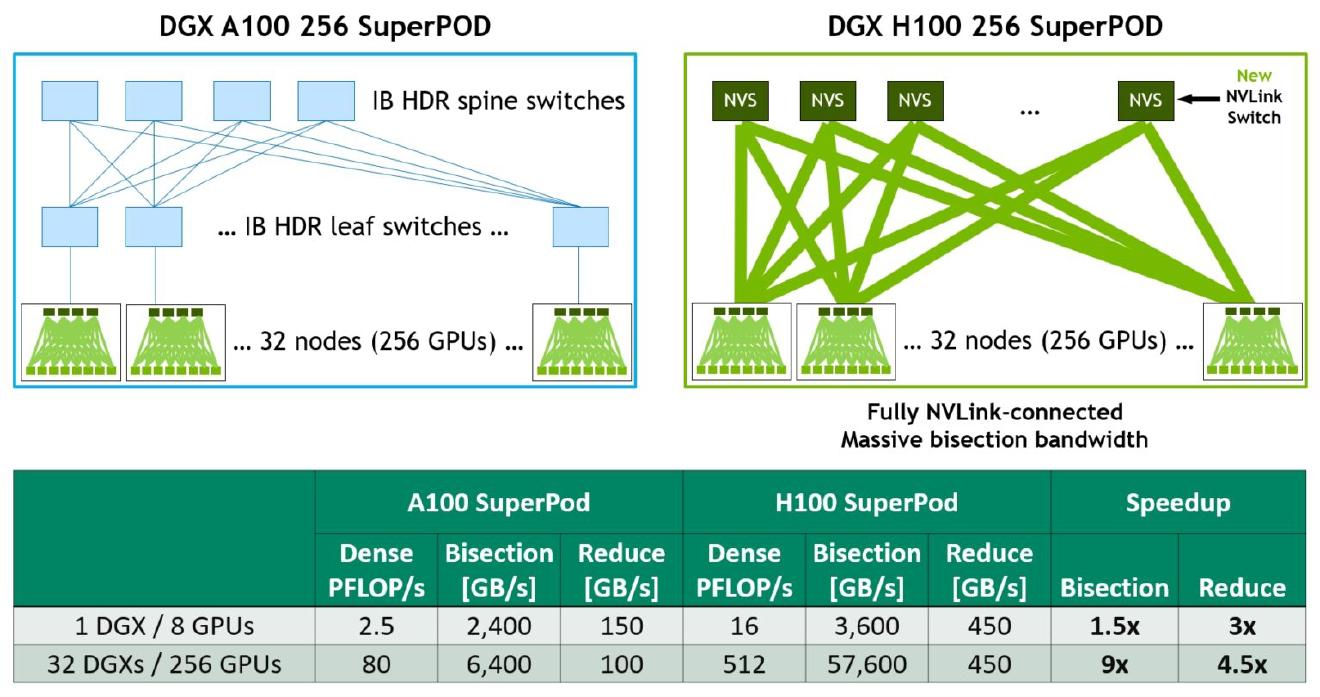 DGX A100 256 SuperPOD
IB HDR spine switches
... IB HDR leaf switches ...
... 32 nodes (256 GPUs) ...
DGX H100 256 SuperPOD
NVS NVS NVS ... NVS
New
NVLink
Switch
... 32 nodes (256 GPUs) ...
Fully NVLink-connected
Massive bisection bandwidth
A100 SuperPod H100 SuperPod Speedup
Dense PFLOP/s Bisection [GB/s] Reduce [GB/s] Dense PFLOP/s Bisection [GB/s] Reduce [GB/s] Bisection Reduce
1 DGX / 8 GPUs 2.5 2,400 150 16 3,600 450 1.5x 3x
32 DGXs / 256 GPUs 80 6,400 100 512 57,600 450 9x 4.5x